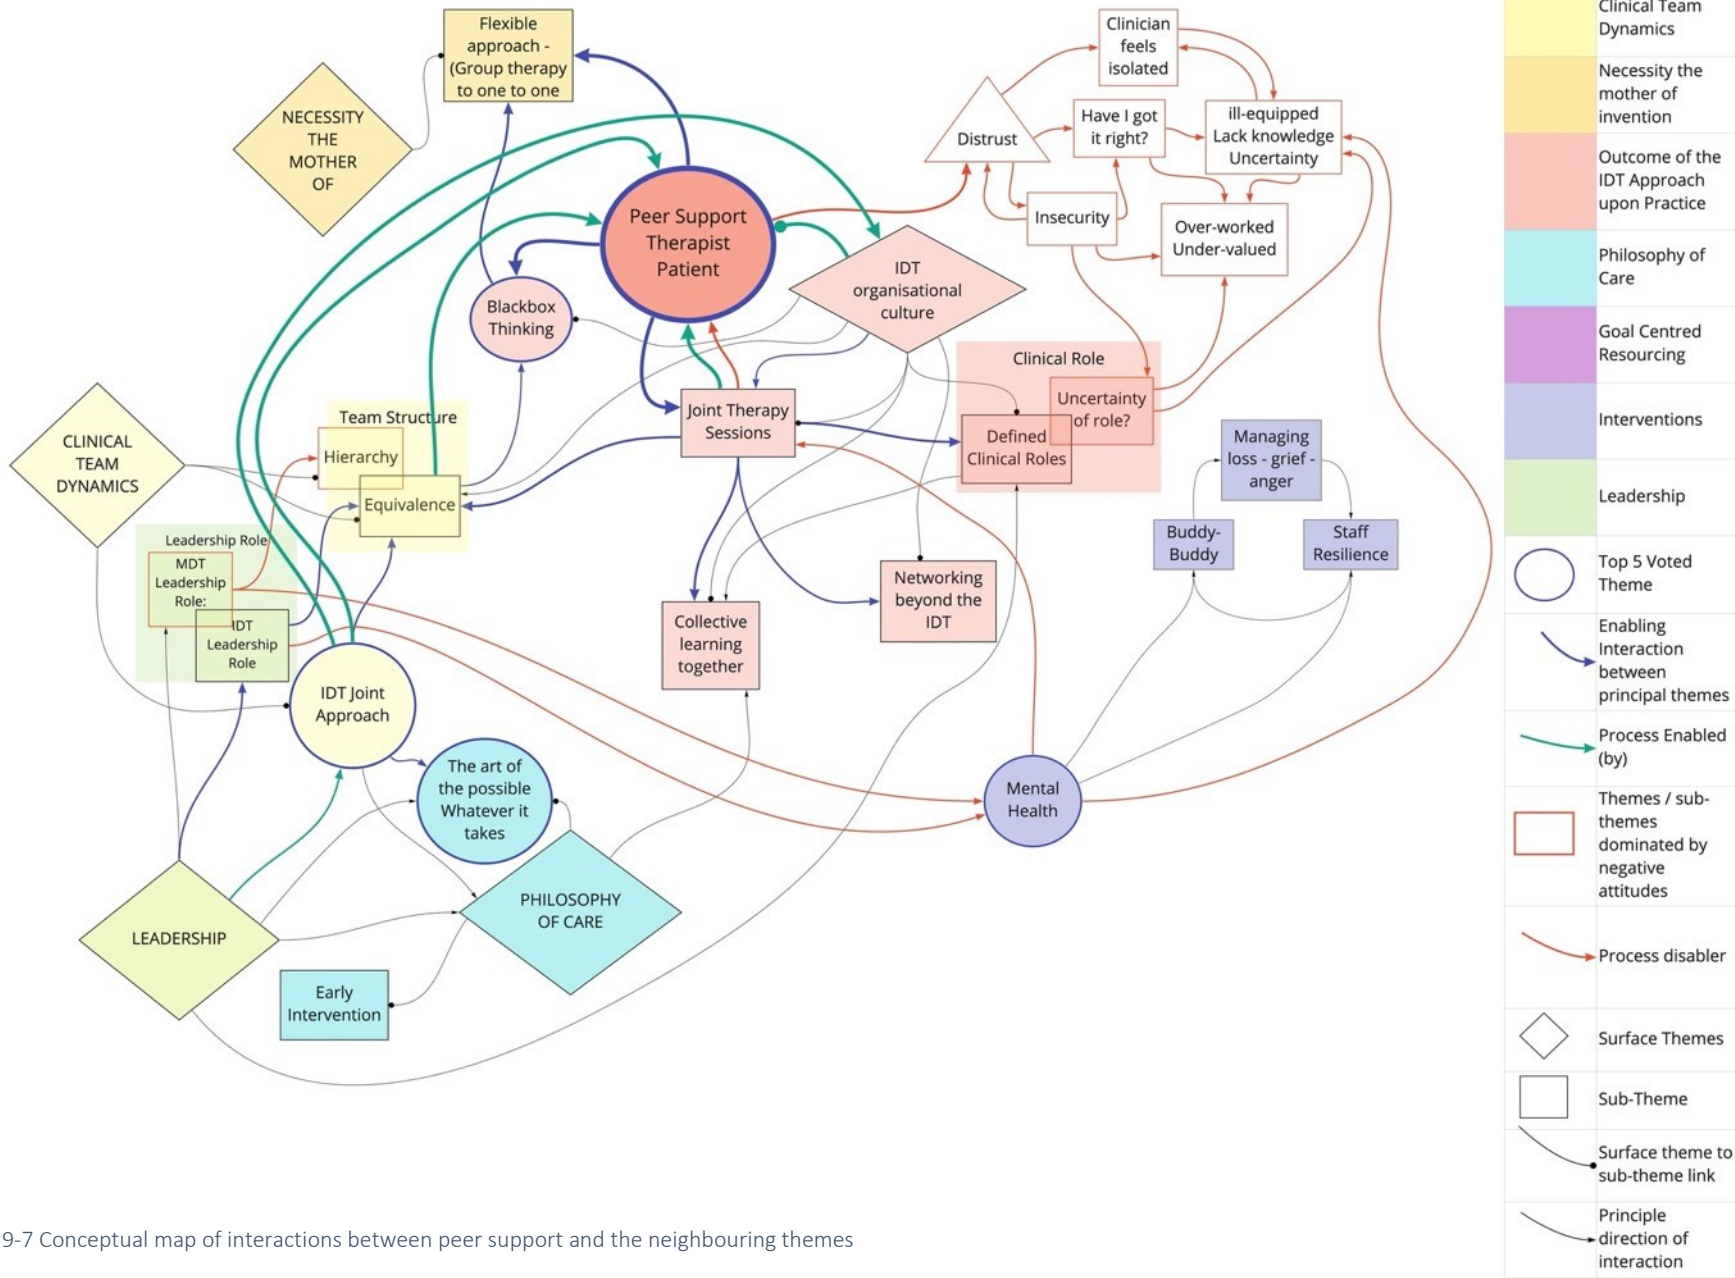 Flexible
approach -
(Group therapy
to one to one
NECESSITY
THE
MOTHER
OF
Clinician
feels
isolated
Distrust
Have I got
it right?
ill-equipped
Lack knowledge
Uncertainty
Insecurity
Over-worked
Under-valued
Peer Support
Therapist
Patient
IDT
organisational
culture
Blackbox
Thinking
Clinical Role
Uncertainty
of role?
Defined
Clinical Roles
Joint Therapy
Sessions
Team Structure
Hierarchy
Equivalence
CLINICAL
TEAM
DYNAMICS
Managing
loss - grief -
anger
Buddy-
Buddy
Staff
Resilience
Leadership Role
MDT
Leadership
Role:
IDT
Leadership
Role
Networking
beyond the
IDT
Collective
learning
together
IDT Joint
Approach
The art of
the possible
Whatever it
takes
Mental
Health
PHILOSOPHY
OF CARE
LEADERSHIP
Early
Intervention
Clinical Team
Dynamics
Necessity the
mother of
invention
Outcome of the
IDT Approach
upon Practice
Philosophy of
Care
Goal Centred
Resourcing
Interventions
Leadership
Top 5 Voted
Theme
Enabling
Interaction
between
principal themes
Process Enabled
(by)
Themes / sub-
themes
dominated by
negative
attitudes
Process disabler
Surface Themes
Sub-Theme
Surface theme to
sub-theme link
Principle
direction of
interaction
9-7 Conceptual map of interactions between peer support and the neighbouring themes